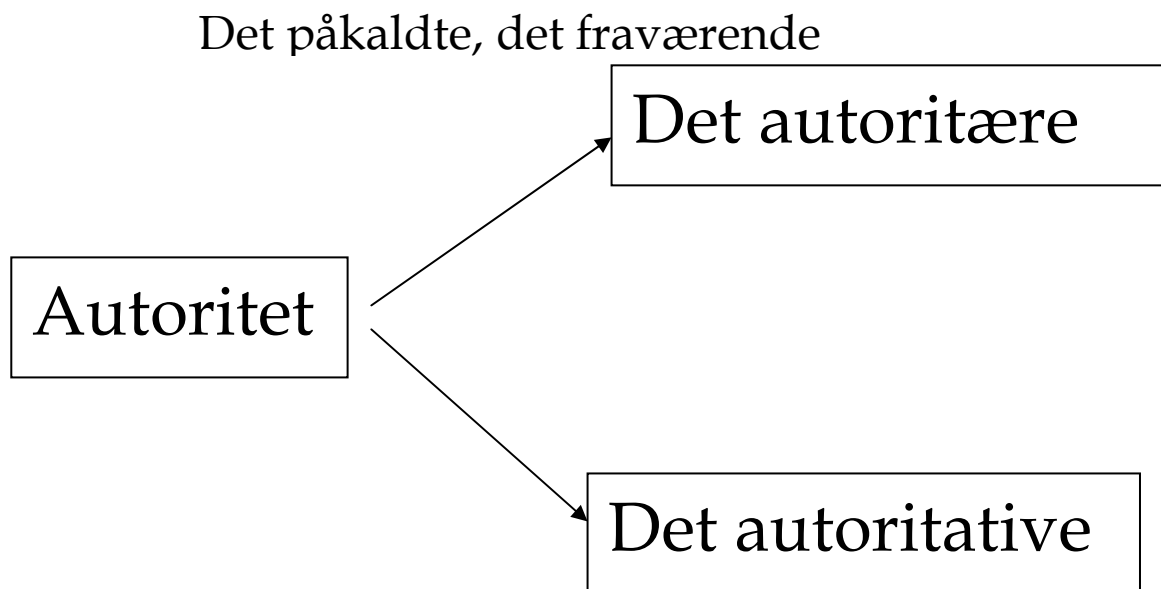 Det påkaldte, det fraværende
Det autoritære
Autoritet
Det autoritative